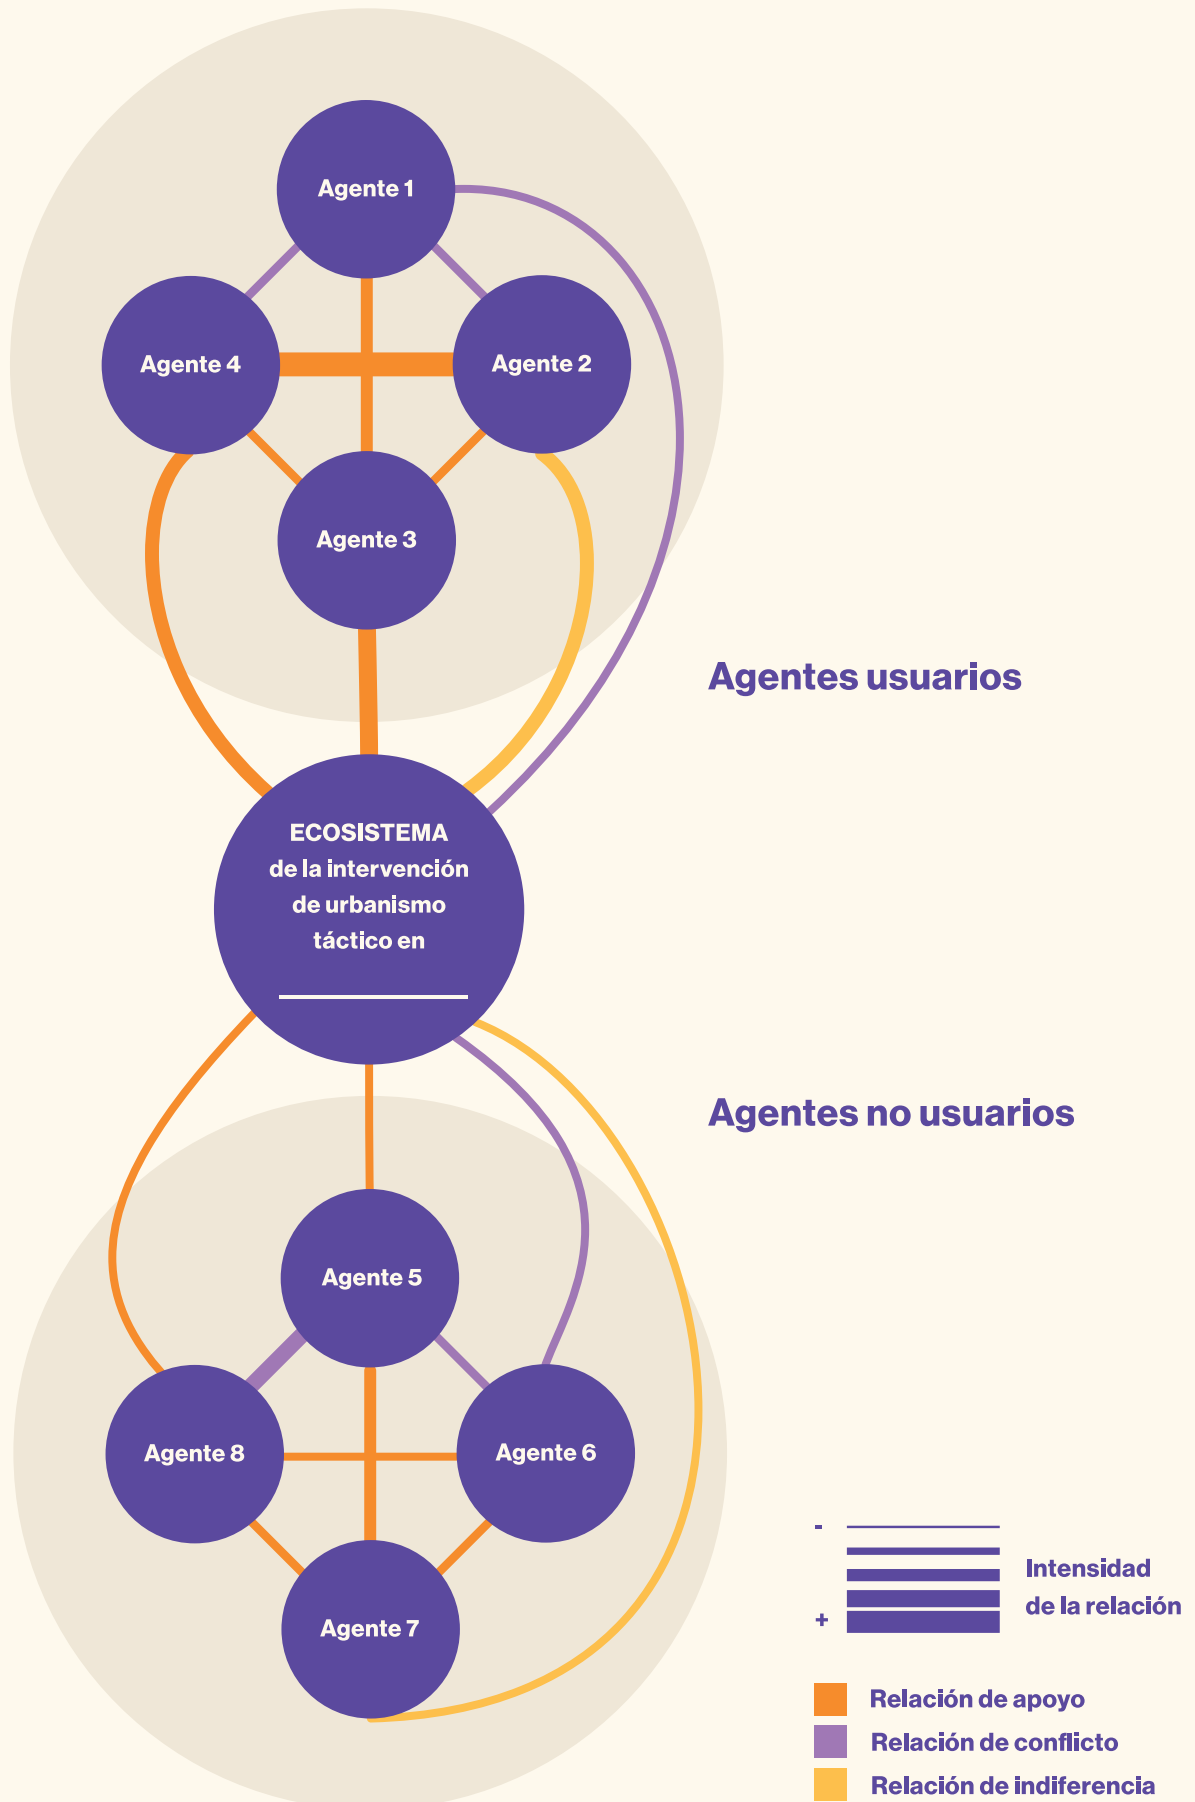 Agente 1
Agente 4
Agente 2
Agente 3
Agentes usuarios
ECOSISTEMA
de la intervención
de urbanismo
táctico en
Agentes no usuarios
Agente 5
Agente 8
Agente 6
Agente 7
-
+
Intensidad
de la relación
Relación de apoyo
Relación de conflicto
Relación de indiferencia